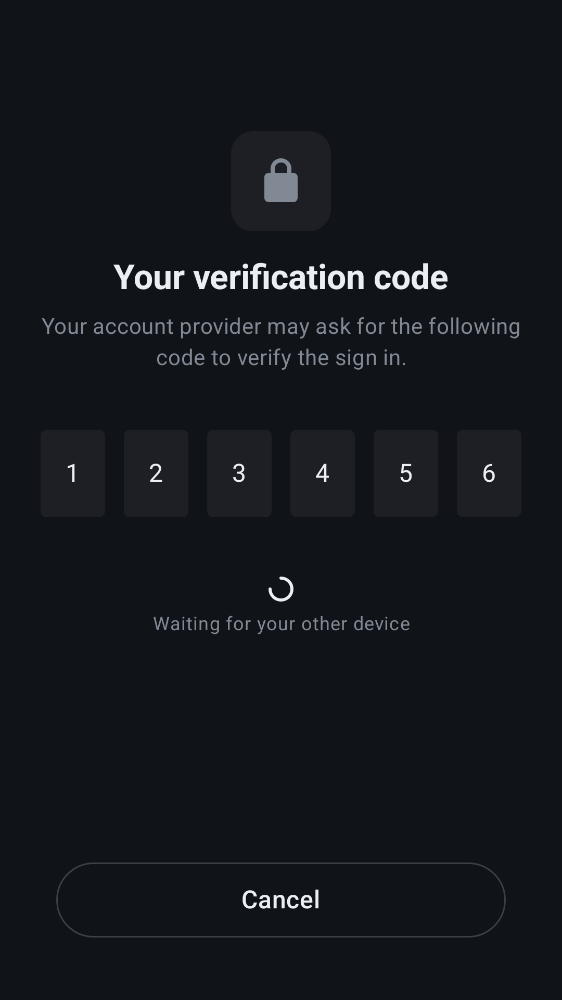 Your verification code
Your account provider may ask for the following
code to verify the sign in.
1 2 3 4 5 6
Waiting for your other device
Cancel